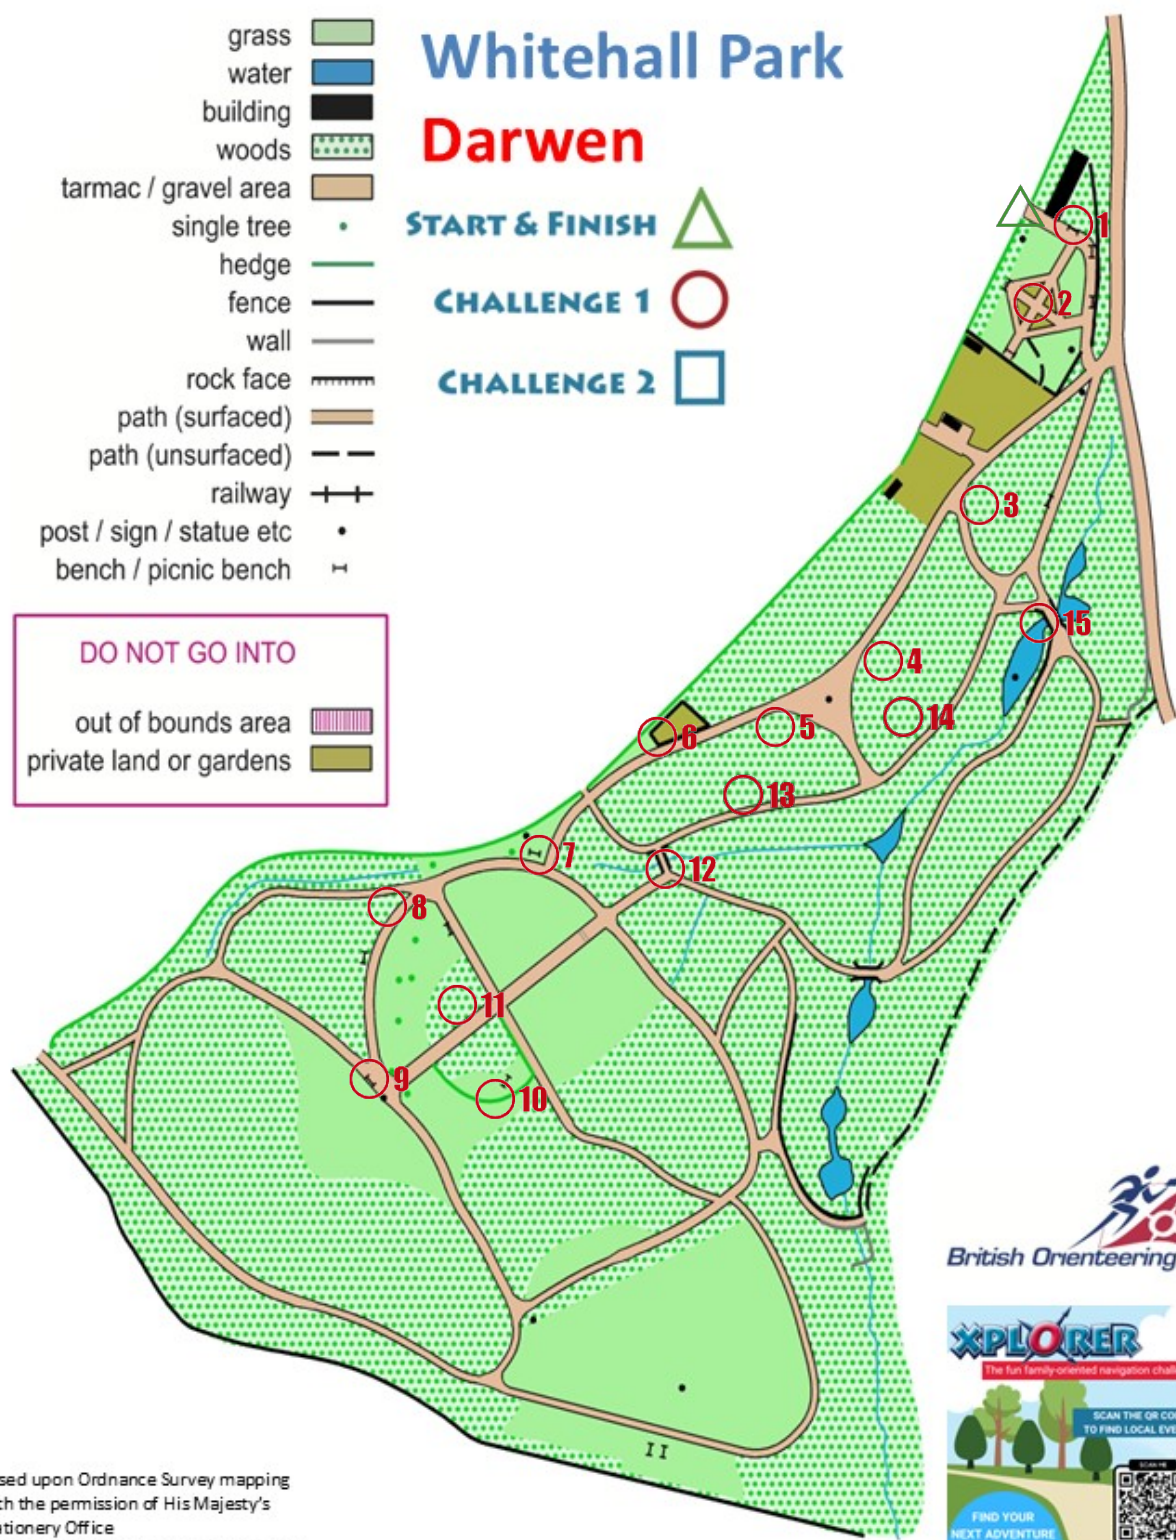 grass
water
building
woods
tarmac / gravel area
single tree
hedge
fence
wall
rock face
path (surfaced)
path (unsurfaced)
railway
post / sign / statue etc
bench / picnic bench
DO NOT GO INTO
out of bounds area
private land or gardens
Whitehall Park
Darwen
START & FINISH
CHALLENGE 1
CHALLENGE 2
1
2
3
4
5
6
7
8
9
10
11
12
13
14
15
British Orienteering
XPLORER
The fun family-oriented navigation chall
SCAN THE QR CO
TO FIND LOCAL EVE
SCAN ME
FIND YOUR
NEXT ADVENTURE
sed upon Ordnance Survey mapping
th the permission of His Majesty's
ationery Office